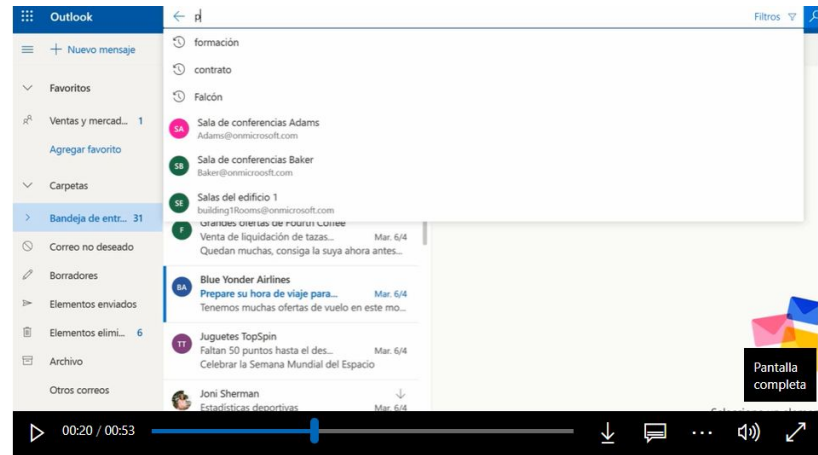 Outlook
p
Filtros
Nuevo mensaje
Favoritos
Ventas y mercad... 1
Agregar favorito
Carpetas
Bandeja de entr... 31
Correo no deseado
Borradores
Elementos enviados
Elementos elimi... 6
Archivo
Otros correos
formación
contrato
Falcón
SA
Sala de conferencias Adams
Adams@onmicrosoft.com
SB
Sala de conferencias Baker
Baker@onmicroosft.com
SE
Salas del edificio 1
building1Rooms@onmicrosoft.com
F
Grandes ofertas de Fourth Coffee
Venta de liquidación de tazas... Mar. 6/4
Quedan muchas, consiga la suya ahora antes...
BA
Blue Yonder Airlines
Prepare su hora de viaje para... Mar. 6/4
Tenemos muchas ofertas de vuelo en este mo...
TT
Juguetes TopSpin
Faltan 50 puntos hasta el des... Mar. 6/4
Celebrar la Semana Mundial del Espacio
Joni Sherman
Estadísticas deportivas Mar. 6/4
Pantalla
completa
00:20 / 00:53